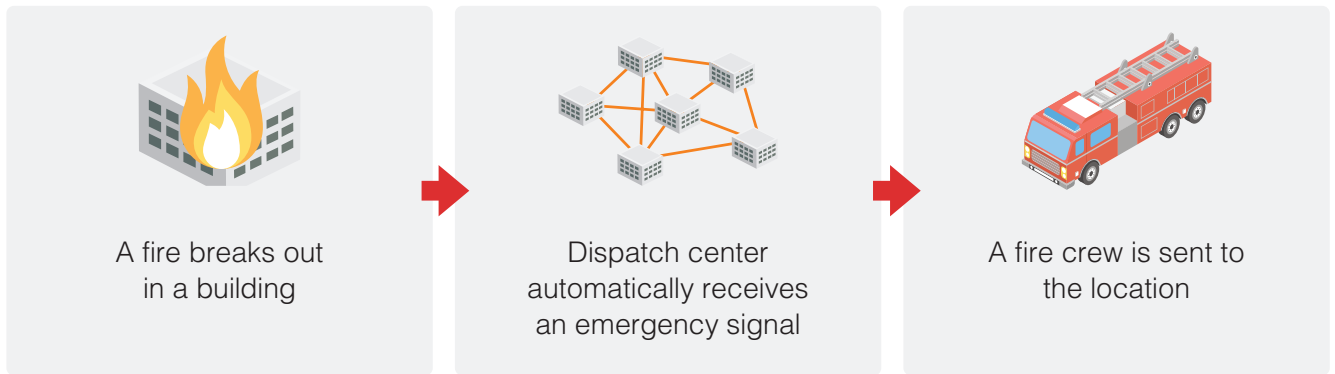 A fire breaks out
in a building
Dispatch center
automatically receives
an emergency signal
A fire crew is sent to
the location